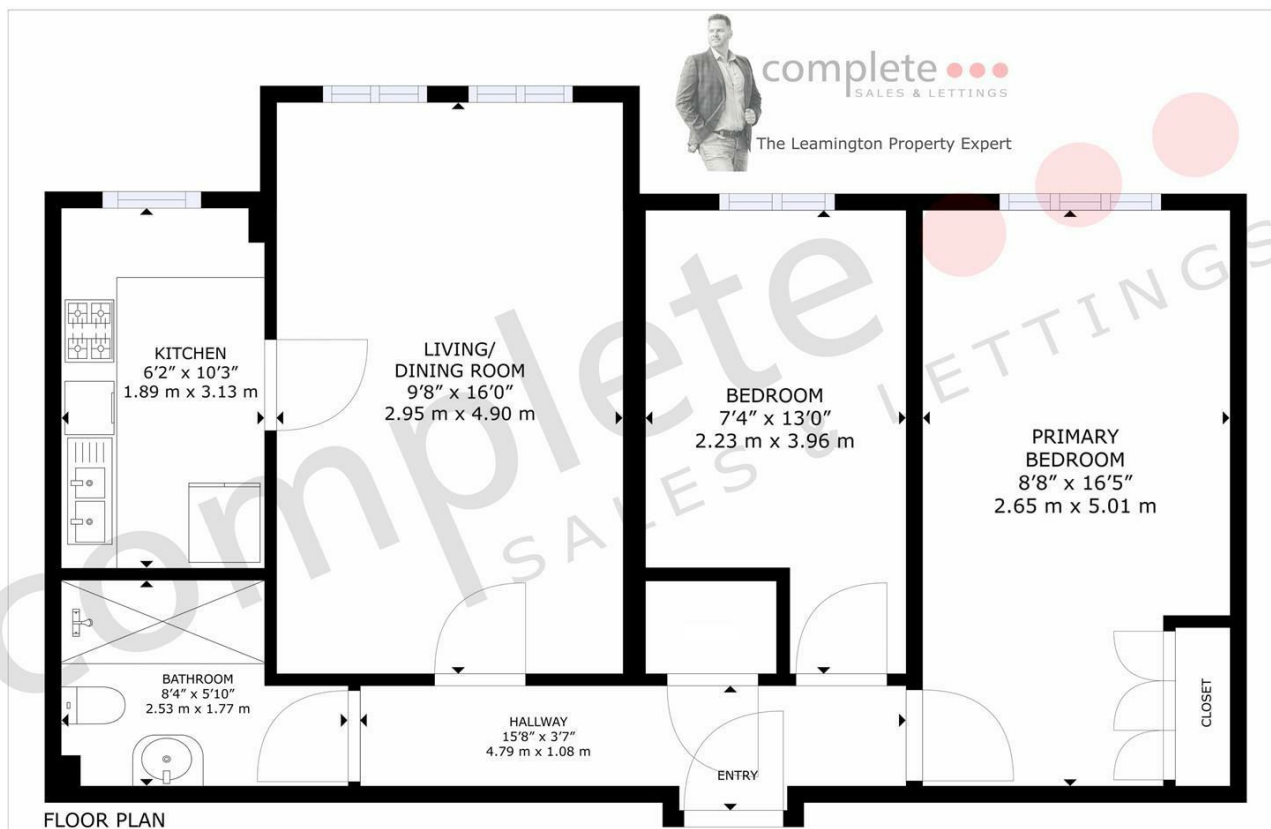 complete
SALES & LETTINGS
The Leamington Property Expert
KITCHEN
6'2" x 10'3"
1.89 m x 3.13 m
LIVING/
DINING ROOM
9'8" x 16'0"
2.95 m x 4.90 m
BEDROOM
7'4" x 13'0"
2.23 m x 3.96 m
PRIMARY
BEDROOM
8'8" x 16'5"
2.65 m x 5.01 m
BATHROOM
8'4" x 5'10"
2.53 m x 1.77 m
HALLWAY
15'8" x 3'7"
4.79 m x 1.08 m
ENTRY
CLOSET
FLOOR PLAN
complete
SALES & LETTINGS